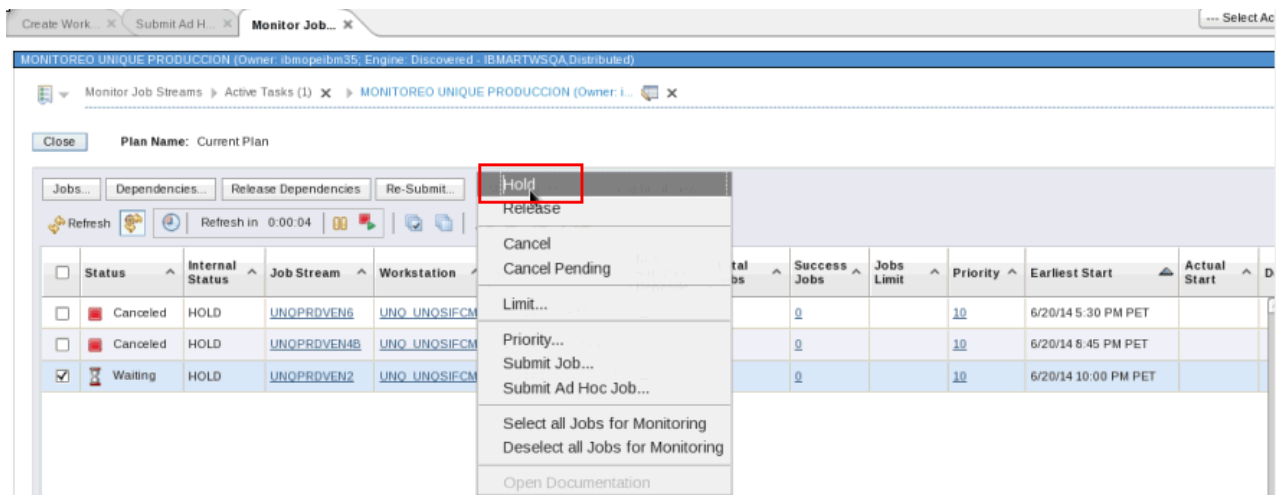 Create Work... X Submit Ad H... X Monitor Job... X --- Select Ac
MONITOREO UNIQUE PRODUCCION (Owner: ibmopeibm35; Engine: Discovered - IBMARTWSQA,Distributed)
Monitor Job Streams Active Tasks (1) X MONITOREO UNIQUE PRODUCCION (Owner: i... X
Close Plan Name: Current Plan
Jobs... Dependencies... Release Dependencies Re-Submit...
Refresh Refresh in 0:00:04
Status Internal Status Job Stream Workstation tal bs Success Jobs Jobs Limit Priority Earliest Start Actual Start D
Canceled HOLD UNQPRDVEN6 UNQ_UNQSIFCM 0 10 6/20/14 5:30 PM PET
Canceled HOLD UNQPRDVEN4B UNQ_UNQSIFCM 0 10 6/20/14 8:45 PM PET
Waiting HOLD UNQPRDVEN2 UNQ_UNQSIFCM 0 10 6/20/14 10:00 PM PET
Hold
Release
Cancel
Cancel Pending
Limit...
Priority...
Submit Job...
Submit Ad Hoc Job...
Select all Jobs for Monitoring
Deselect all Jobs for Monitoring
Open Documentation